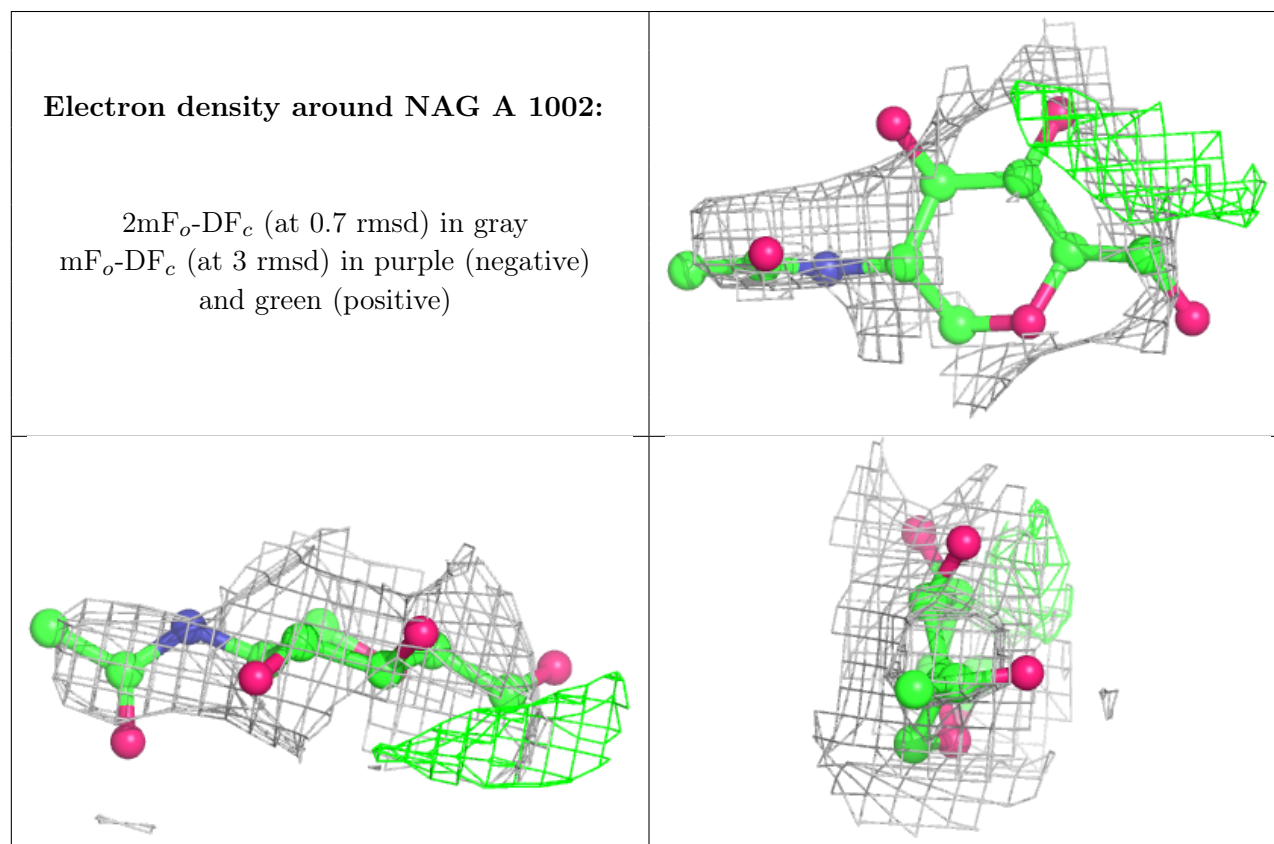 Electron density around NAG A 1002:
2mFo-DFc (at 0.7 rmsd) in gray
mFo-DFc (at 3 rmsd) in purple (negative)
and green (positive)